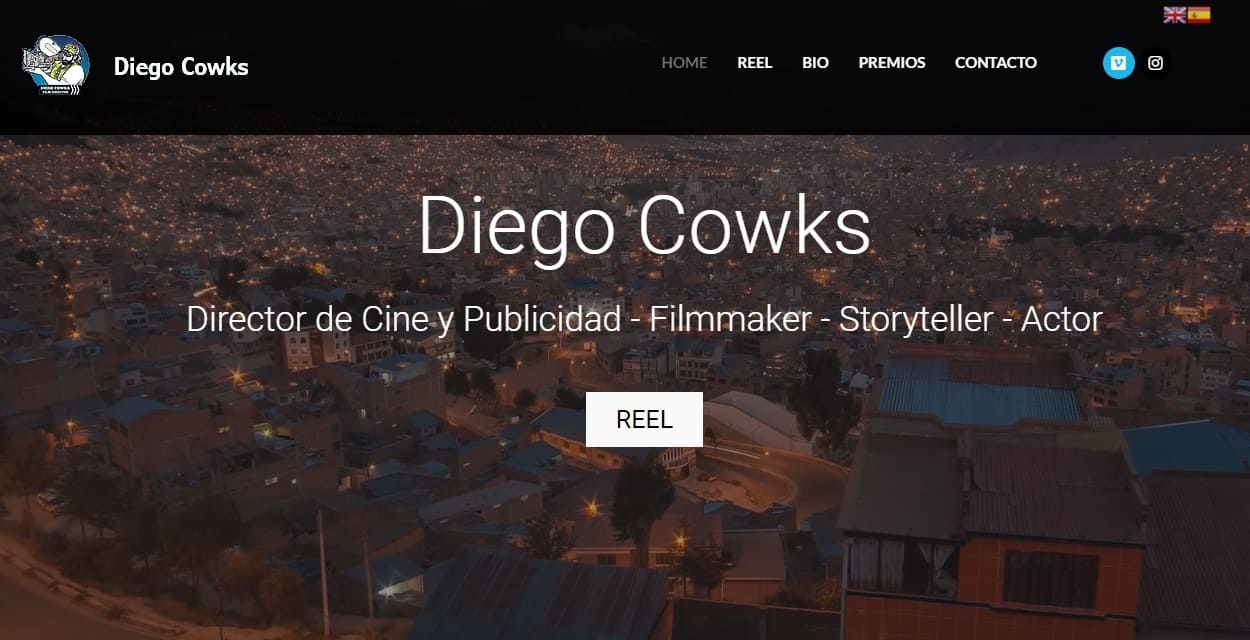 DIEGO COWKS
FILM DIRECTOR
Diego Cowks
HOME
REEL
BIO
PREMIOS
CONTACTO
Diego Cowks
Director de Cine y Publicidad - Filmmaker - Storyteller - Actor
REEL